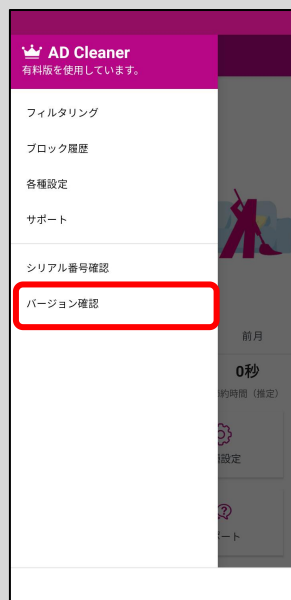 AD Cleaner
有料版を使用しています。
フィルタリング
ブロック履歴
各種設定
サポート
シリアル番号確認
バージョン確認
前月
0秒
約時間（推定）
設定
ポート